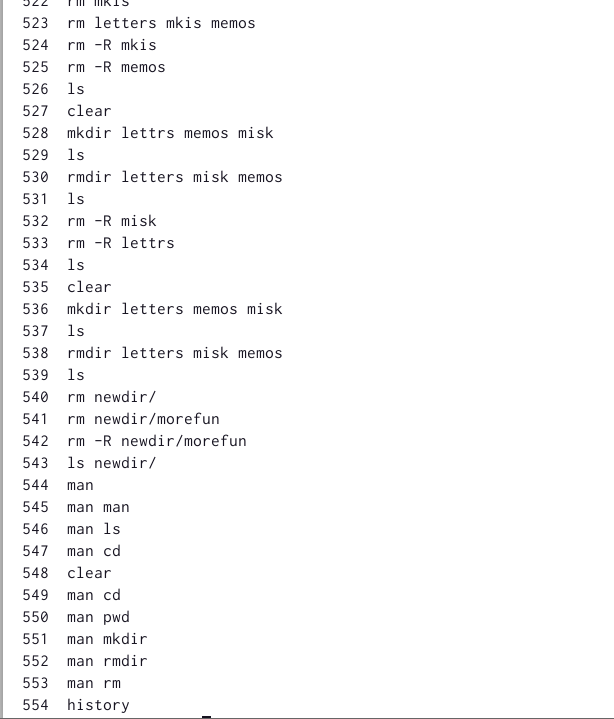 522 rm mkis
523 rm letters mkis memos
524 rm -R mkis
525 rm -R memos
526 ls
527 clear
528 mkdir lettrs memos misk
529 ls
530 rmdir letters misk memos
531 ls
532 rm -R misk
533 rm -R lettrs
534 ls
535 clear
536 mkdir letters memos misk
537 ls
538 rmdir letters misk memos
539 ls
540 rm newdir/
541 rm newdir/morefun
542 rm -R newdir/morefun
543 ls newdir/
544 man
545 man man
546 man ls
547 man cd
548 clear
549 man cd
550 man pwd
551 man mkdir
552 man rmdir
553 man rm
554 history